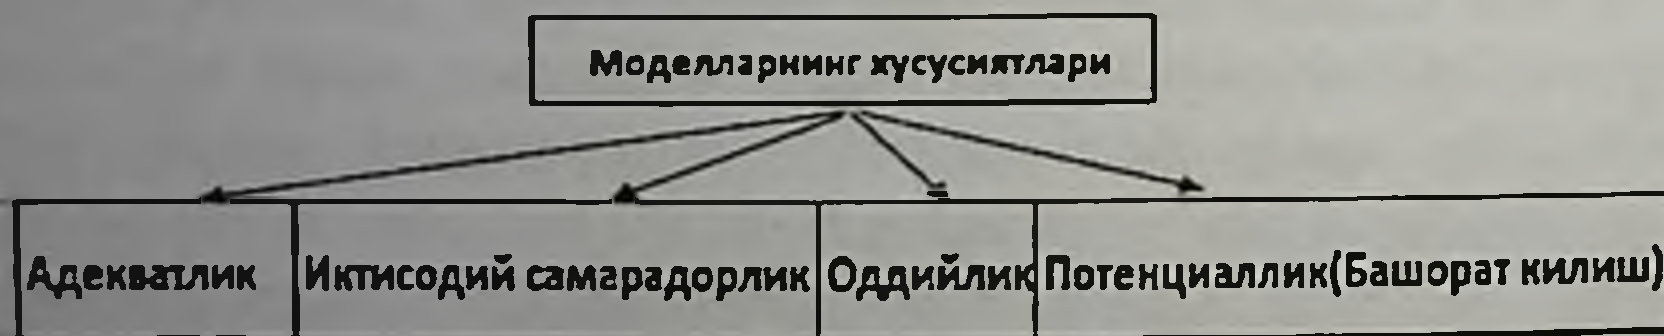 Моделларнинг хусусиятлари
Адекватлик
Иктисодий самарадорлик
Оддийлик
Потенциаллик(Башорат килиш)